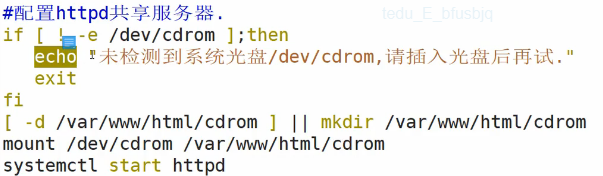 #配置httpd共享服务器.
tedu_E_bfusbjq
if [ ! -e /dev/cdrom ];then
echo "未检测到系统光盘/dev/cdrom,请插入光盘后再试."
exit
fi
[ -d /var/www/html/cdrom ] || mkdir /var/www/html/cdrom
mount /dev/cdrom /var/www/html/cdrom
systemctl start httpd